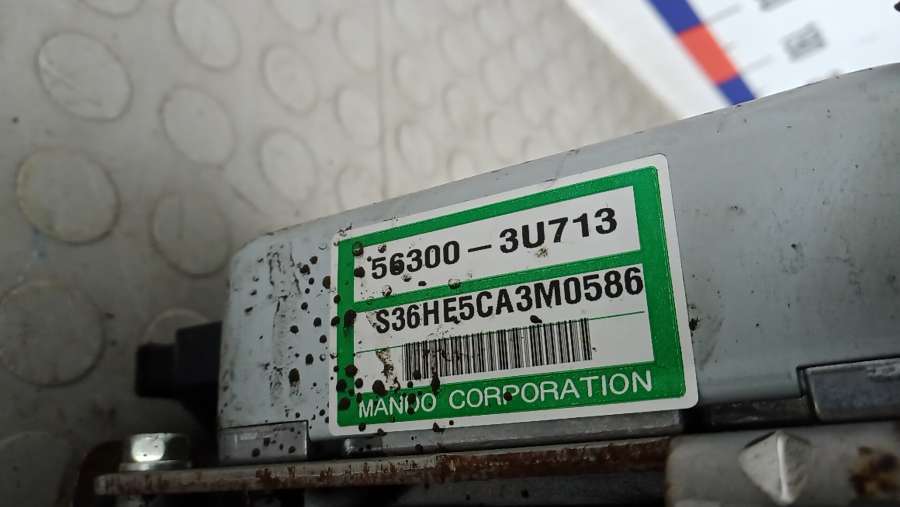 56300-3U713
S36HE5CA3M0586
MANDO CORPORATION